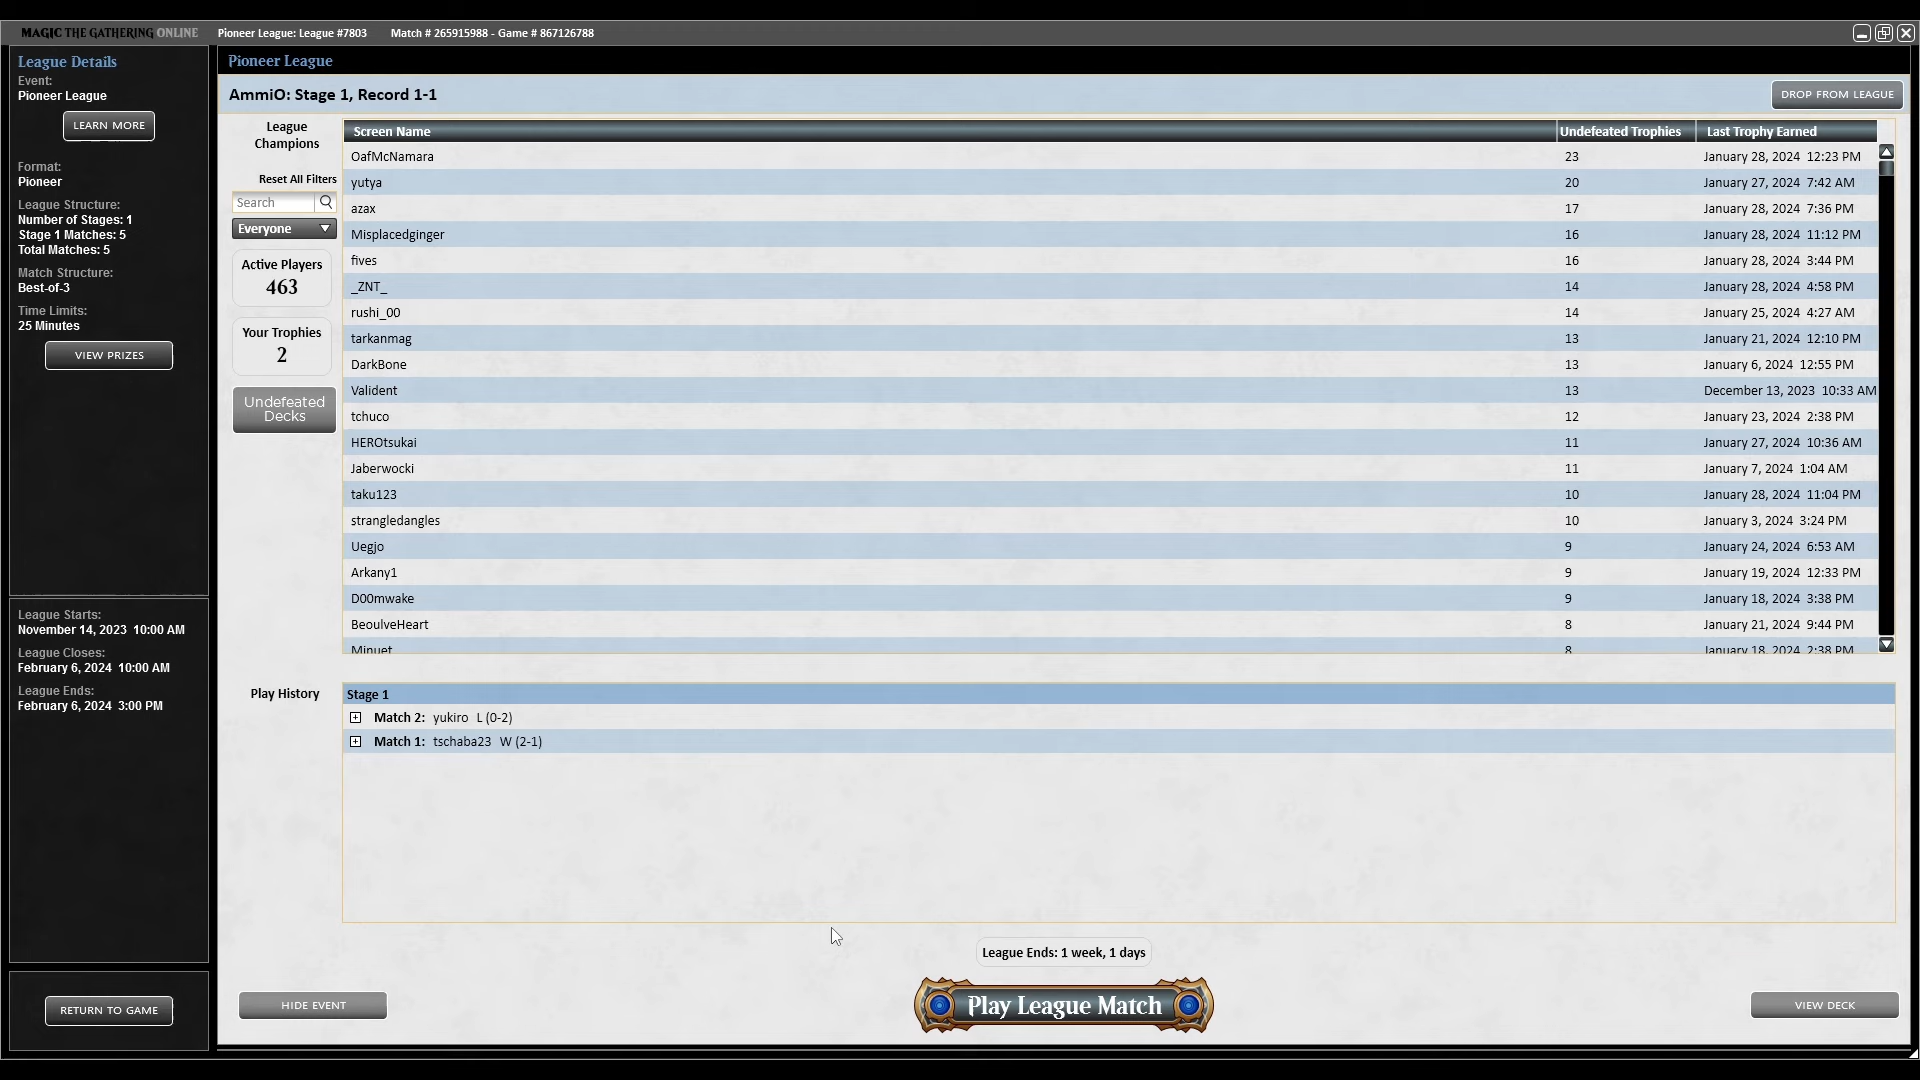 MAGIC THE GATHERING ONLINE
Pioneer League: League #7803 Match # 265915988 - Game # 867126788
League Details
Event:
Pioneer League
LEARN MORE
Format:
Pioneer
League Structure:
Number of Stages: 1
Stage 1 Matches: 5
Total Matches: 5
Match Structure:
Best-of-3
Time Limits:
25 Minutes
VIEW PRIZES
League Starts:
November 14, 2023 10:00 AM
League Closes:
February 6, 2024 10:00 AM
League Ends:
February 6, 2024 3:00 PM
RETURN TO GAME
Pioneer League
AmmiO: Stage 1, Record 1-1
DROP FROM LEAGUE
League
Champions
Reset All Filters
Search
Everyone
Active Players
463
Your Trophies
2
Undefeated
Decks
Screen Name Undefeated Trophies Last Trophy Earned
OafMcNamara 23 January 28, 2024 12:23 PM
yutya 20 January 27, 2024 7:42 AM
azax 17 January 28, 2024 7:36 PM
Misplacedginger 16 January 28, 2024 11:12 PM
fives 16 January 28, 2024 3:44 PM
_ZNT_ 14 January 28, 2024 4:58 PM
rushi_00 14 January 25, 2024 4:27 AM
tarkanmag 13 January 21, 2024 12:10 PM
DarkBone 13 January 6, 2024 12:55 PM
Valident 13 December 13, 2023 10:33 AM
tchuco 12 January 23, 2024 2:38 PM
HEROtsukai 11 January 27, 2024 10:36 AM
Jaberwocki 11 January 7, 2024 1:04 AM
taku123 10 January 28, 2024 11:04 PM
strangledangles 10 January 3, 2024 3:24 PM
Uegjo 9 January 24, 2024 6:53 AM
Arkany1 9 January 19, 2024 12:33 PM
D00mwake 9 January 18, 2024 3:38 PM
BeoulveHeart 8 January 21, 2024 9:44 PM
Minuet 8 January 18, 2024 2:38 PM
Play History
Stage 1
Match 2: yukiro L (0-2)
Match 1: tschaba23 W (2-1)
League Ends: 1 week, 1 days
HIDE EVENT
Play League Match
VIEW DECK